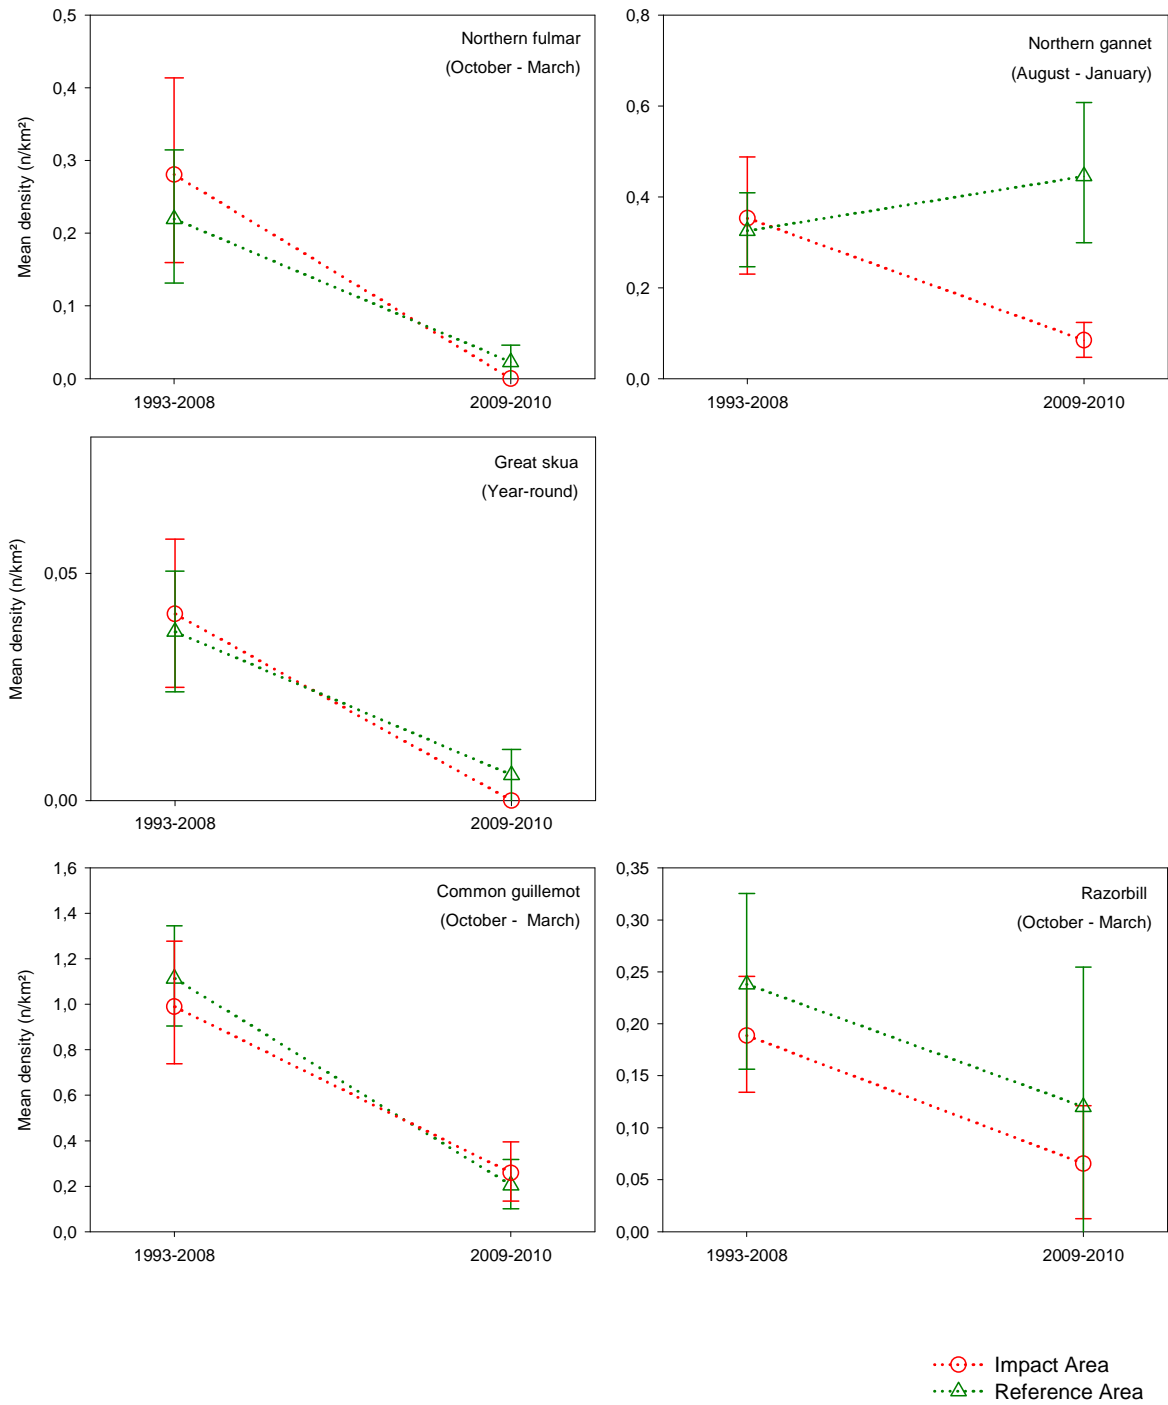 Northern fulmar
(October - March)
Mean density (n/km²)
0,5
0,4
0,3
0,2
0,1
0,0
1993-2008
2009-2010
Northern gannet
(August - January)
0,8
0,6
0,4
0,2
0,0
1993-2008
2009-2010
Great skua
(Year-round)
Mean density (n/km²)
0,05
0,00
1993-2008
2009-2010
Common guillemot
(October - March)
Mean density (n/km²)
1,6
1,4
1,2
1,0
0,8
0,6
0,4
0,2
0,0
1993-2008
2009-2010
Razorbill
(October - March)
0,35
0,30
0,25
0,20
0,15
0,10
0,05
0,00
1993-2008
2009-2010
Impact Area
Reference Area